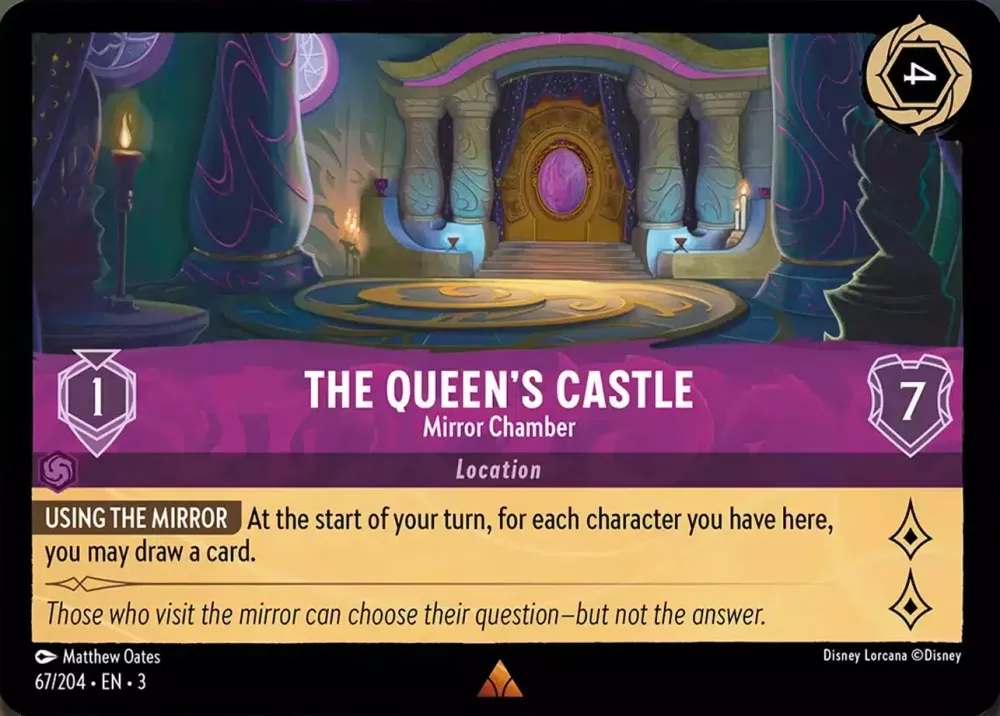 4
THE QUEEN'S CASTLE
1
7
Mirror Chamber
Location
USING THE MIRROR At the start of your turn, for each character you have here,
you may draw a card.
Those who visit the mirror can choose their question—but not the answer.
Matthew Oates
Disney Lorcana ©Disney
67/204 • EN • 3